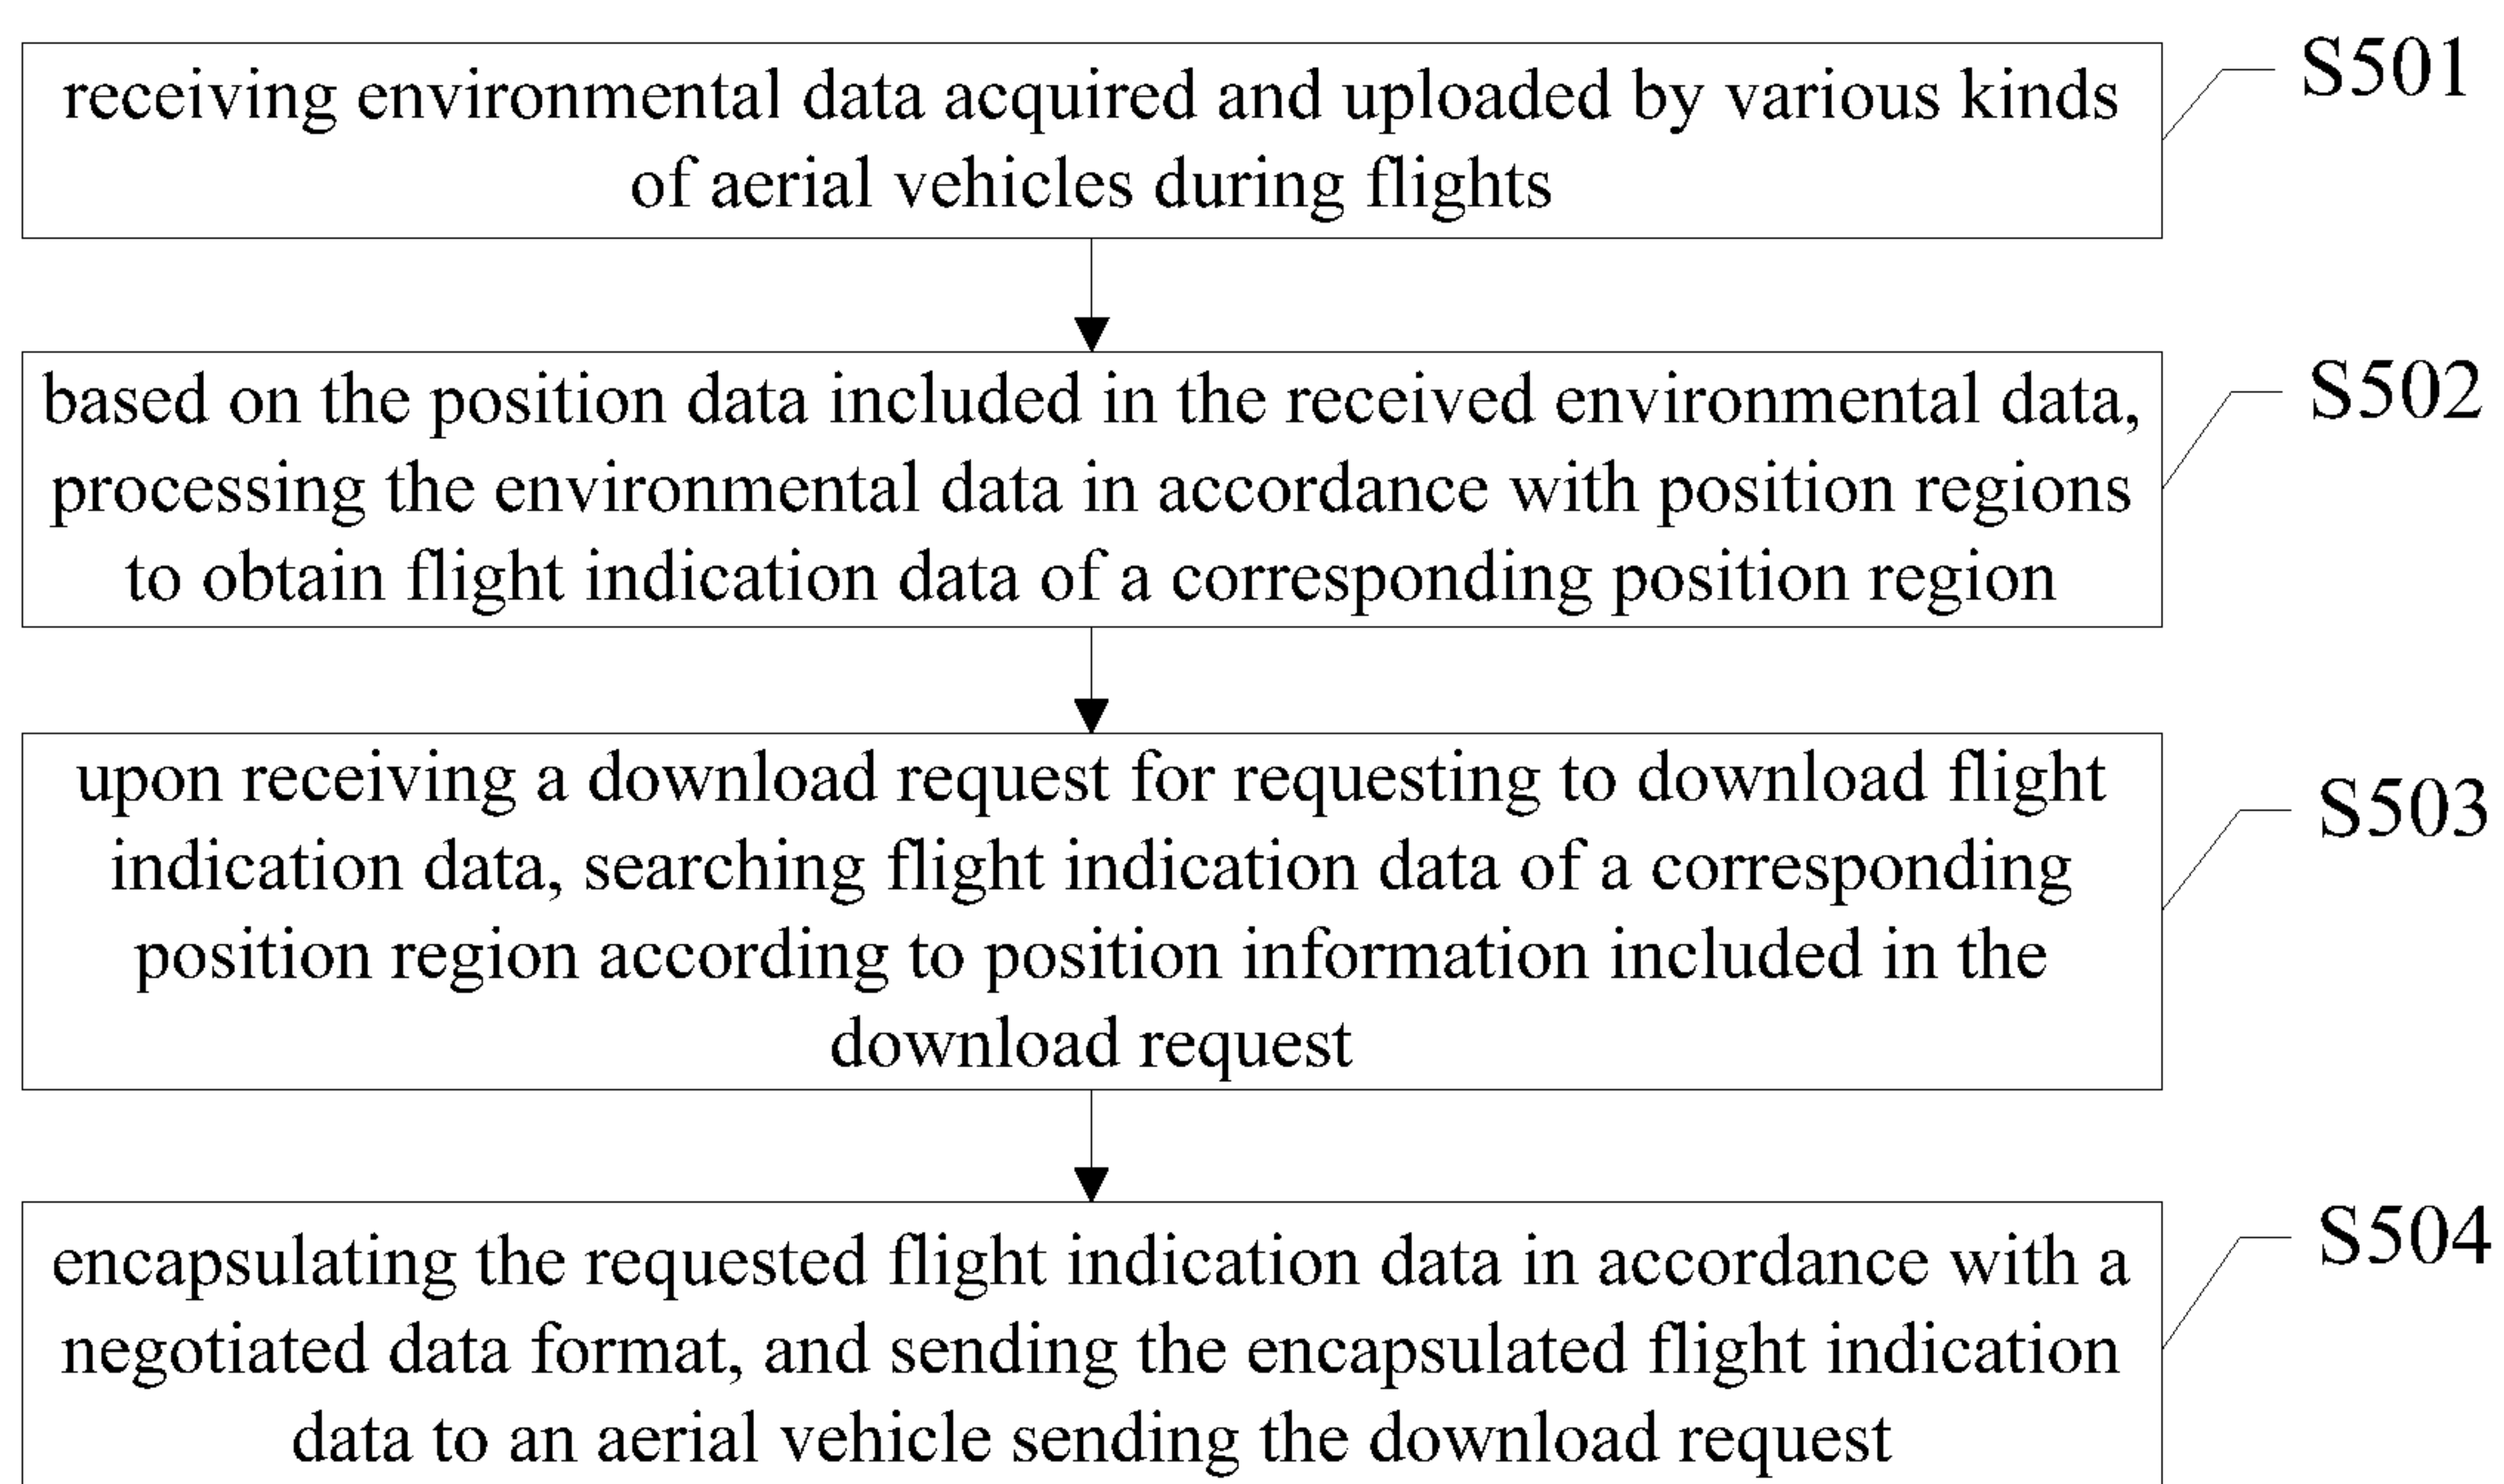 receiving environmental data acquired and uploaded by various kinds
of aerial vehicles during flights
S501
based on the position data included in the received environmental data,
processing the environmental data in accordance with position regions
to obtain flight indication data of a corresponding position region
S502
upon receiving a download request for requesting to download flight
indication data, searching flight indication data of a corresponding
position region according to position information included in the
download request
S503
encapsulating the requested flight indication data in accordance with a
negotiated data format, and sending the encapsulated flight indication
data to an aerial vehicle sending the download request
S504